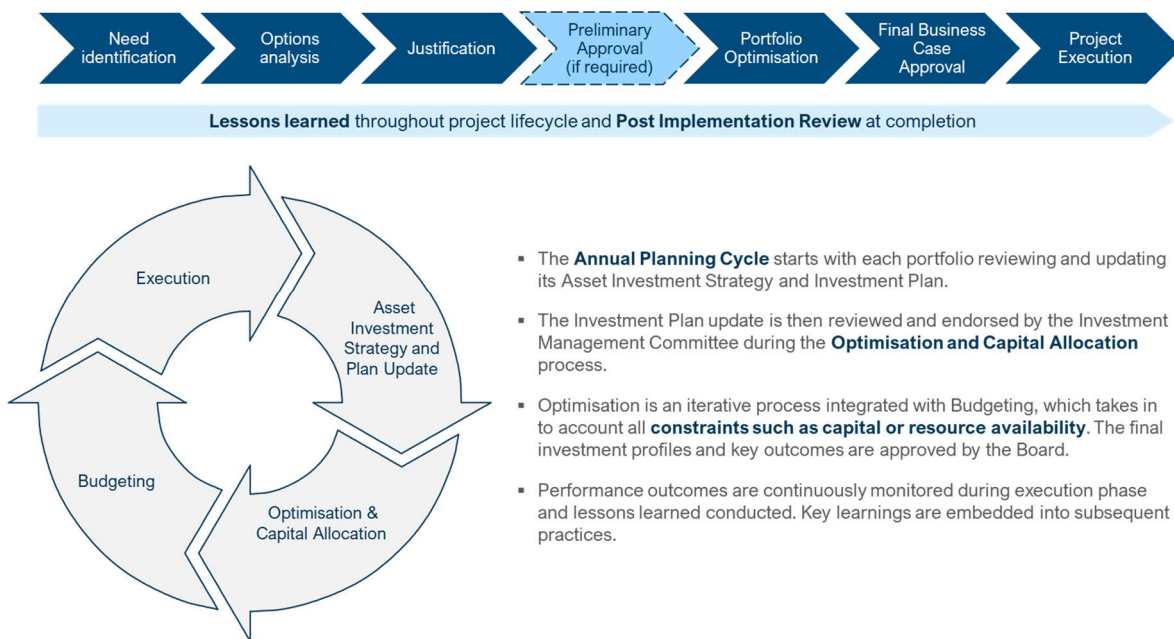 Need
identification
Options
analysis
Justification
Preliminary
Approval
(if required)
Portfolio
Optimisation
Final Business
Case
Approval
Project
Execution
Lessons learned throughout project lifecycle and Post Implementation Review at completion
Execution
Asset
Investment
Strategy and
Plan Update
Budgeting
Optimisation &
Capital Allocation
▪ The Annual Planning Cycle starts with each portfolio reviewing and updating
its Asset Investment Strategy and Investment Plan.
▪ The Investment Plan update is then reviewed and endorsed by the Investment
Management Committee during the Optimisation and Capital Allocation
process.
▪ Optimisation is an iterative process integrated with Budgeting, which takes in
to account all constraints such as capital or resource availability. The final
investment profiles and key outcomes are approved by the Board.
▪ Performance outcomes are continuously monitored during execution phase
and lessons learned conducted. Key learnings are embedded into subsequent
practices.